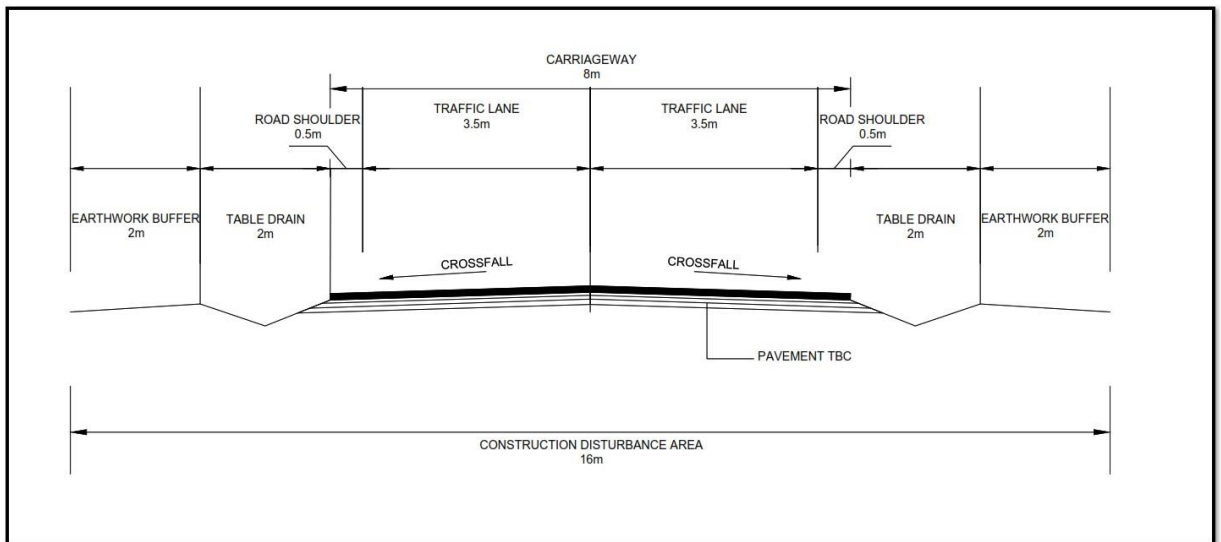 CARRIAGEWAY
8m
TRAFFIC LANE
3.5m
TRAFFIC LANE
3.5m
ROAD SHOULDER
0.5m
ROAD SHOULDER
0.5m
EARTHWORK BUFFER
2m
TABLE DRAIN
2m
TABLE DRAIN
2m
EARTHWORK BUFFER
2m
CROSSFALL
CROSSFALL
PAVEMENT TBC
CONSTRUCTION DISTURBANCE AREA
16m